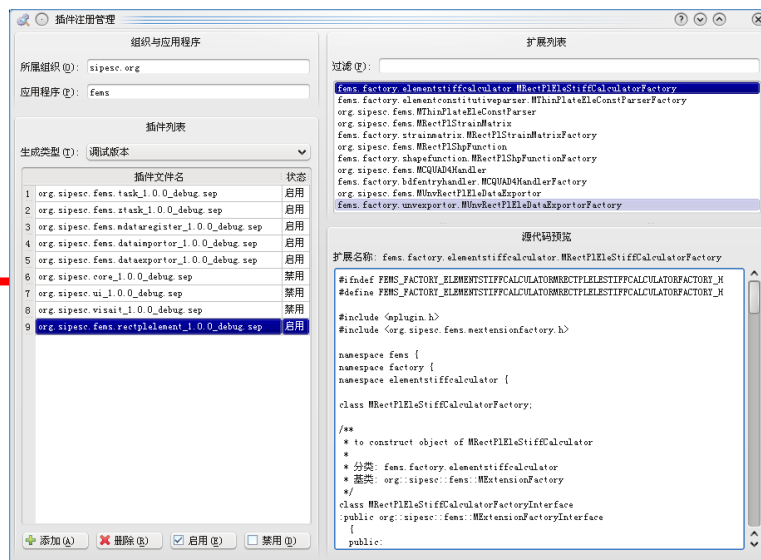 插件注册管理
组织与应用程序
所属组织(O): sipesc.org
应用程序(P): fems
插件列表
生成类型(T): 调试版本
插件文件名 状态
1 org.sipesc.fems.task_1.0.0_debug.sep 启用
2 org.sipesc.fems.ztask_1.0.0_debug.sep 启用
3 org.sipesc.fems.mdataregister_1.0.0_debug.sep 启用
4 org.sipesc.fems.dataimportor_1.0.0_debug.sep 启用
5 org.sipesc.fems.dataexportor_1.0.0_debug.sep 启用
6 org.sipesc.core_1.0.0_debug.sep 禁用
7 org.sipesc.ui_1.0.0_debug.sep 禁用
8 org.sipesc.visait_1.0.0_debug.sep 禁用
9 org.sipesc.fems.rectplelement_1.0.0_debug.sep 启用
添加(A) 删除(R) 启用(E) 禁用(D)
扩展列表
过滤(F):
fems.factory.elementstiffcalculator.MRectPlEleStiffCalculatorFactory
fems.factory.elementconstitutiveparser.MThinPlateEleConstParserFactory
org.sipesc.fems.MThinPlateEleConstParser
org.sipesc.fems.MRectPlStrainMatrix
fems.factory.strainmatrix.MRectPlStrainMatrixFactory
org.sipesc.fems.MRectPlShpFunction
fems.factory.shapefunction.MRectPlShpFunctionFactory
org.sipesc.fems.MCQUAD4Handler
fems.factory.bdfentryhandler.MCQUAD4HandlerFactory
org.sipesc.fems.MUnvRectPlEleDataExportor
fems.factory.unvexportor.MUnvRectPlEleDataExportorFactory
源代码预览
扩展名称: fems.factory.elementstiffcalculator.MRectPlEleStiffCalculatorFactory
#ifndef FEMS_FACTORY_ELEMENTSTIFFCALCULATORMRECTPLELESTIFFCALCULATORFACTORY_H
#define FEMS_FACTORY_ELEMENTSTIFFCALCULATORMRECTPLELESTIFFCALCULATORFACTORY_H
#include <mplugin.h>
#include <org.sipesc.fems.mextensionfactory.h>
namespace fems {
namespace factory {
namespace elementstiffcalculator {
class MRectPlEleStiffCalculatorFactory;
/**
* to construct object of MRectPlEleStiffCalculator
*
* 分类: fems.factory.elementstiffcalculator
* 基类: org::sipesc::fems::MExtensionFactory
*/
class MRectPlEleStiffCalculatorFactoryInterface
:public org::sipesc::fems::MExtensionFactoryInterface
{
public: